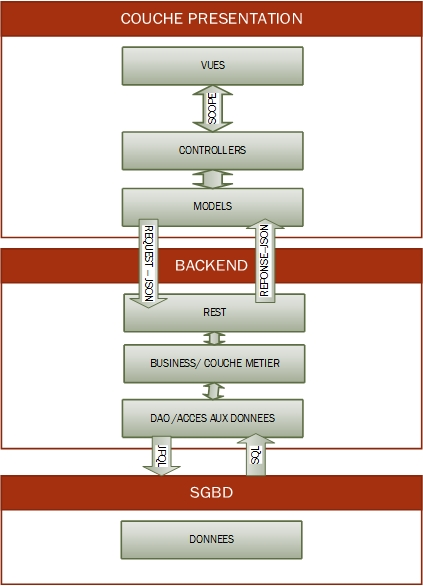 COUCHE PRESENTATION
VUES
SCOPE
CONTROLLERS
MODELS
REQUEST – JSON
REPONSE–JSON
BACKEND
REST
BUSINESS/ COUCHE METIER
DAO /ACCES AUX DONNEES
JPQL
SQL
SGBD
DONNEES